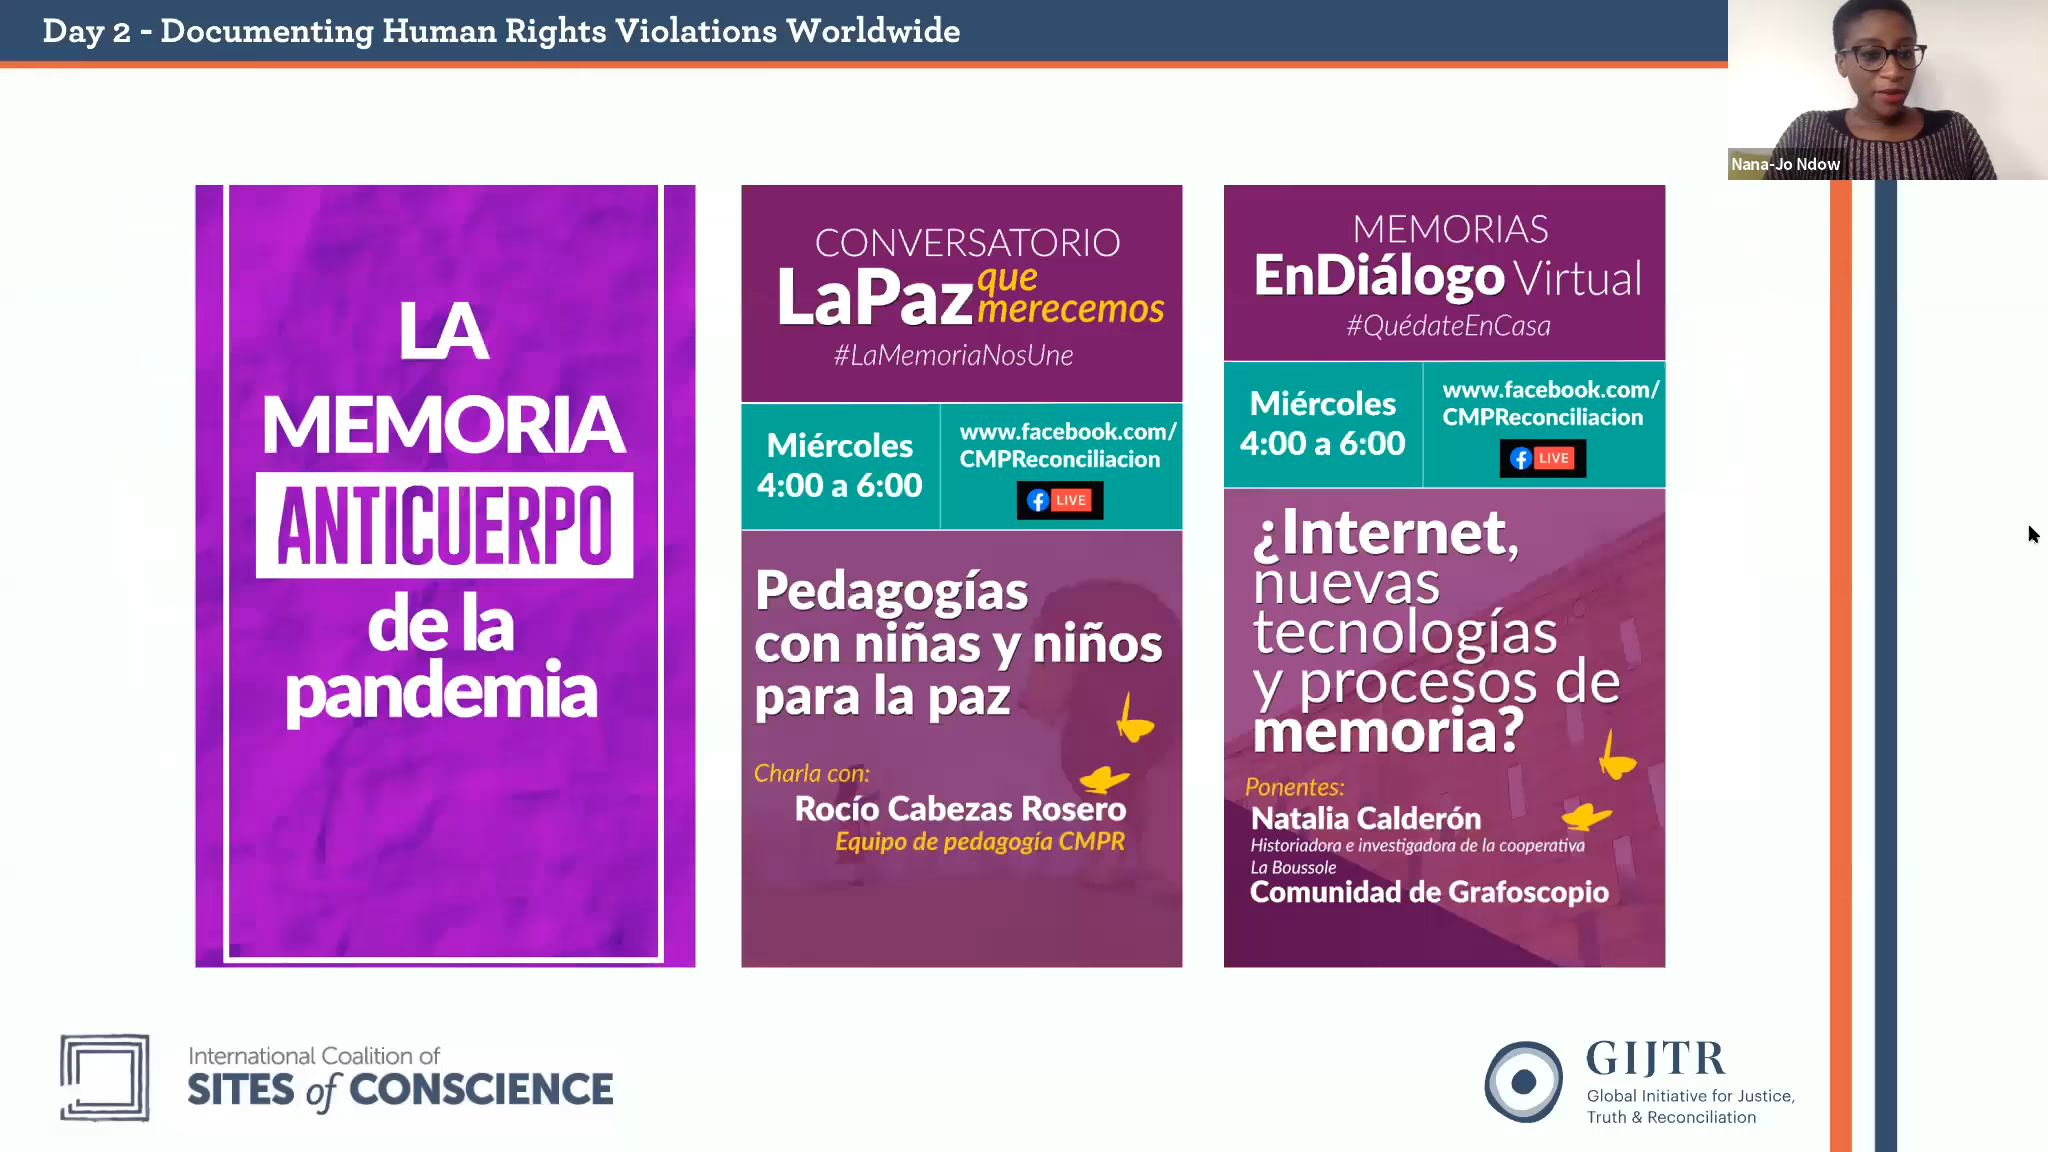 Day 2 - Documenting Human Rights Violations Worldwide
Nana-Jo Ndow
LA
MEMORIA
ANTICUERPO
de la
pandemia
CONVERSATORIO
LaPaz que
merecemos
#LaMemoriaNosUne
Miércoles
4:00 a 6:00
www.facebook.com/
CMPReconciliacion
LIVE
Pedagogías
con niñas y niños
para la paz
Charla con:
Rocío Cabezas Rosero
Equipo de pedagogía CMPR
MEMORIAS
EnDiálogo Virtual
#QuédateEnCasa
Miércoles
4:00 a 6:00
www.facebook.com/
CMPReconciliacion
LIVE
¿Internet,
nuevas
tecnologías
y procesos de
memoria?
Ponentes:
Natalia Calderón
Historiadora e investigadora de la cooperativa
La Boussole
Comunidad de Grafoscopio
International Coalition of
SITES of CONSCIENCE
GIJTR
Global Initiative for Justice,
Truth & Reconciliation